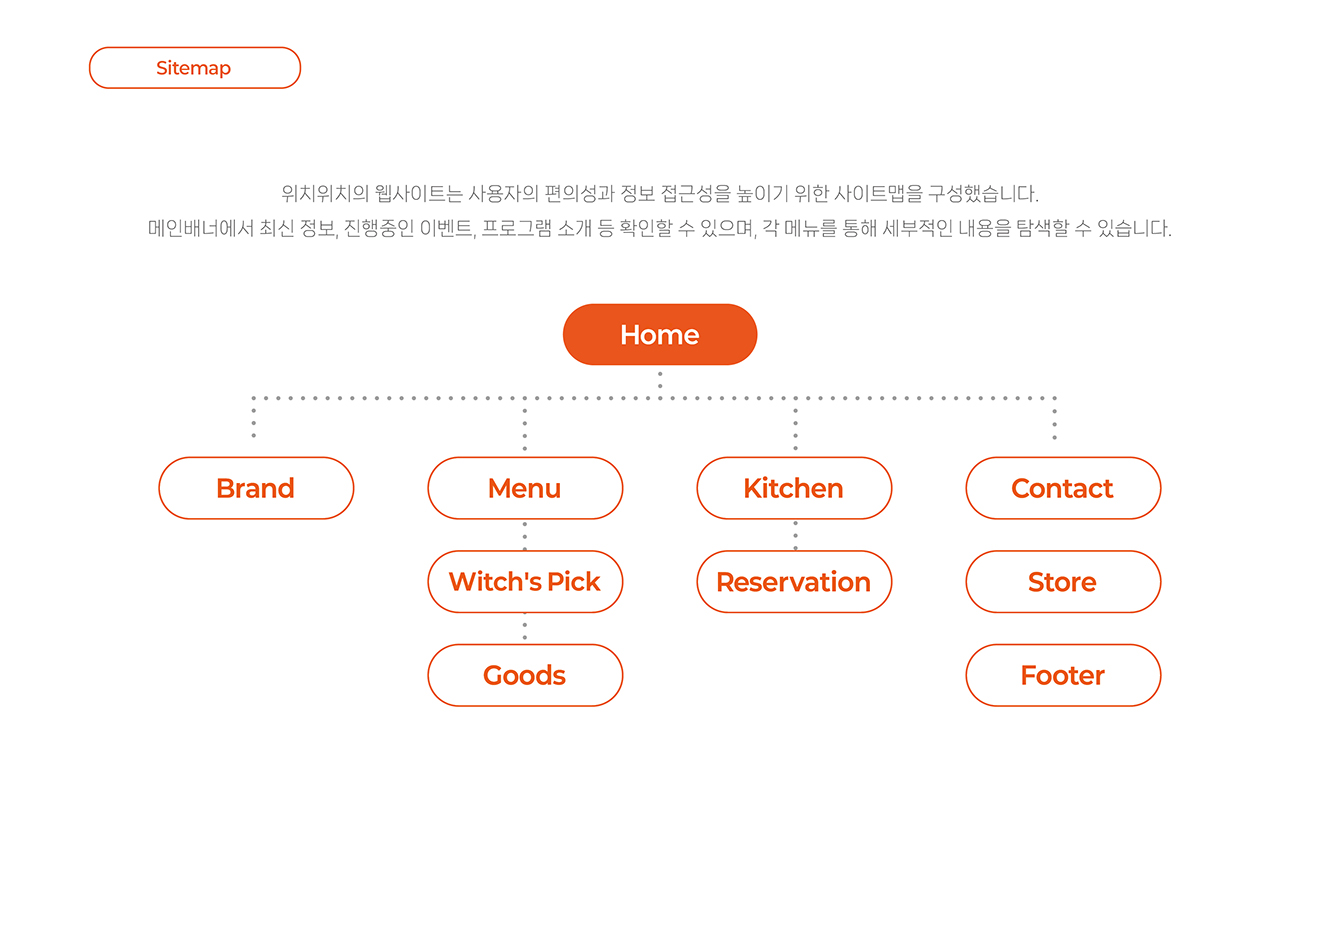 Sitemap
위치위치의 웹사이트는 사용자의 편의성과 정보 접근성을 높이기 위한 사이트맵을 구성했습니다.
메인배너에서 최신 정보, 진행중인 이벤트, 프로그램 소개 등 확인할 수 있으며, 각 메뉴를 통해 세부적인 내용을 탐색할 수 있습니다.
Home
Brand
Menu
Kitchen
Contact
Witch's Pick
Reservation
Store
Goods
Footer